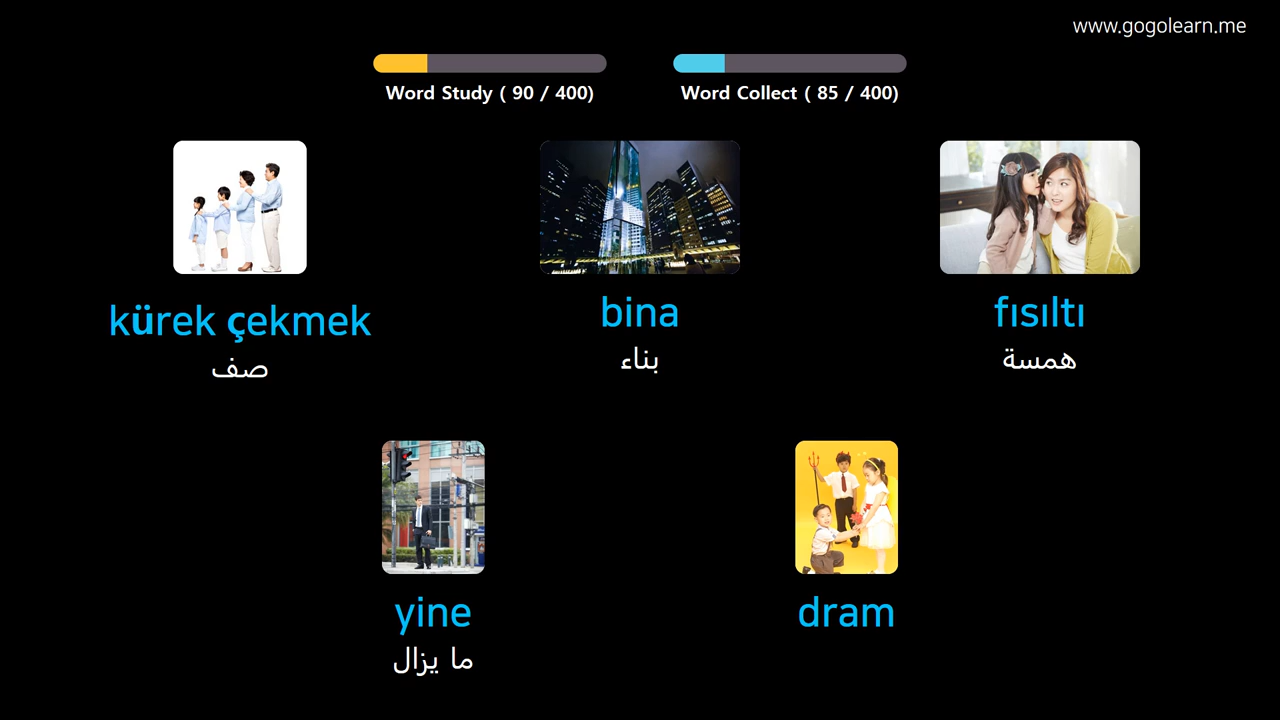 www.gogolearn.me
Word Study ( 90 / 400)
Word Collect ( 85 / 400)
kürek çekmek
صف
bina
بناء
fısıltı
همسة
yine
ما يزال
dram